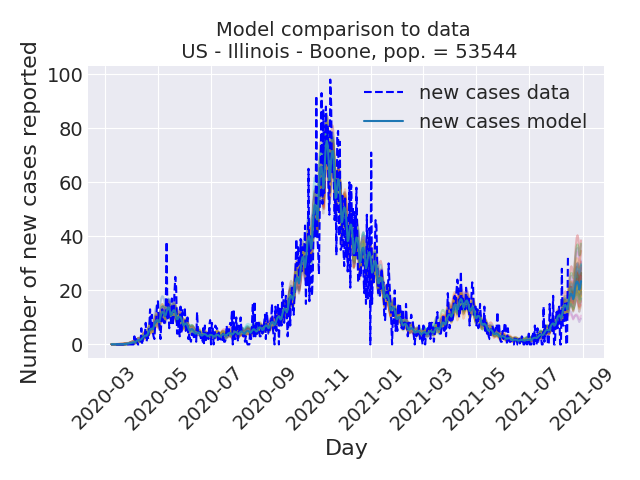 Model comparison to data
US - Illinois - Boone, pop. = 53544
Number of new cases reported
100
80
60
40
20
0
new cases data
new cases model
2020-03
2020-05
2020-07
2020-09
2020-11
2021-01
2021-03
2021-05
2021-07
2021-09
Day